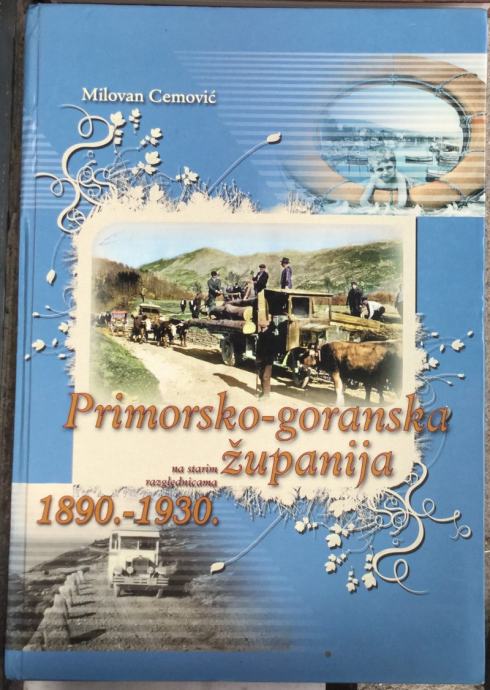 Milovan Cemović
Primorsko-goranska
županija
na starim
razglednicama
1890.-1930.